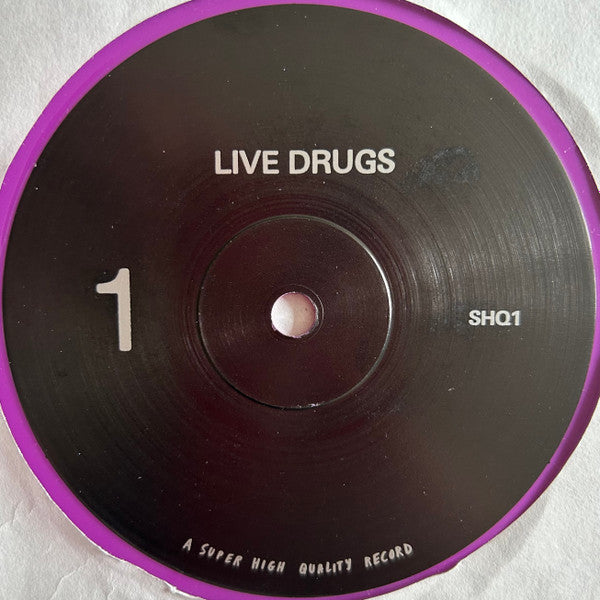 LIVE DRUGS
1
SHQ1
A SUPER HIGH QUALITY RECORD